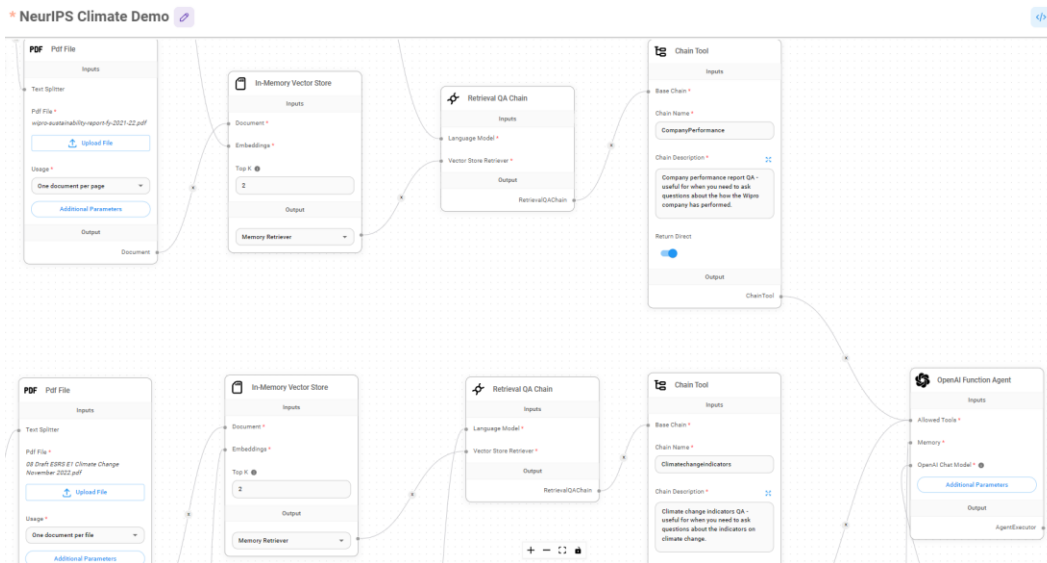 * NeurIPS Climate Demo
</>
PDF Pdf File
Inputs
Text Splitter
Pdf File *
wipro-sustainability-report-fy-2021-22.pdf
Upload File
Usage *
One document per page
Additional Parameters
Output
Document
In-Memory Vector Store
Inputs
Document *
Embeddings *
Top K
2
Output
Memory Retriever
Retrieval QA Chain
Inputs
Language Model *
Vector Store Retriever *
Output
RetrievalQAChain
Chain Tool
Inputs
Base Chain *
Chain Name *
CompanyPerformance
Chain Description *
Company performance report QA -
useful for when you need to ask
questions about the how the Wipro
company has performed.
Return Direct
Output
ChainTool
PDF Pdf File
Inputs
Text Splitter
Pdf File *
08 Draft ESRS E1 Climate Change
November 2022.pdf
Upload File
Usage *
One document per file
Additional Parameters
In-Memory Vector Store
Inputs
Document *
Embeddings *
Top K
2
Output
Memory Retriever
Retrieval QA Chain
Inputs
Language Model *
Vector Store Retriever *
Output
RetrievalQAChain
Chain Tool
Inputs
Base Chain *
Chain Name *
Climatechangeindicators
Chain Description *
Climate change indicators QA -
useful for when you need to ask
questions about the indicators on
climate change.
OpenAI Function Agent
Inputs
Allowed Tools *
Memory *
OpenAI Chat Model *
Additional Parameters
Output
AgentExecutor